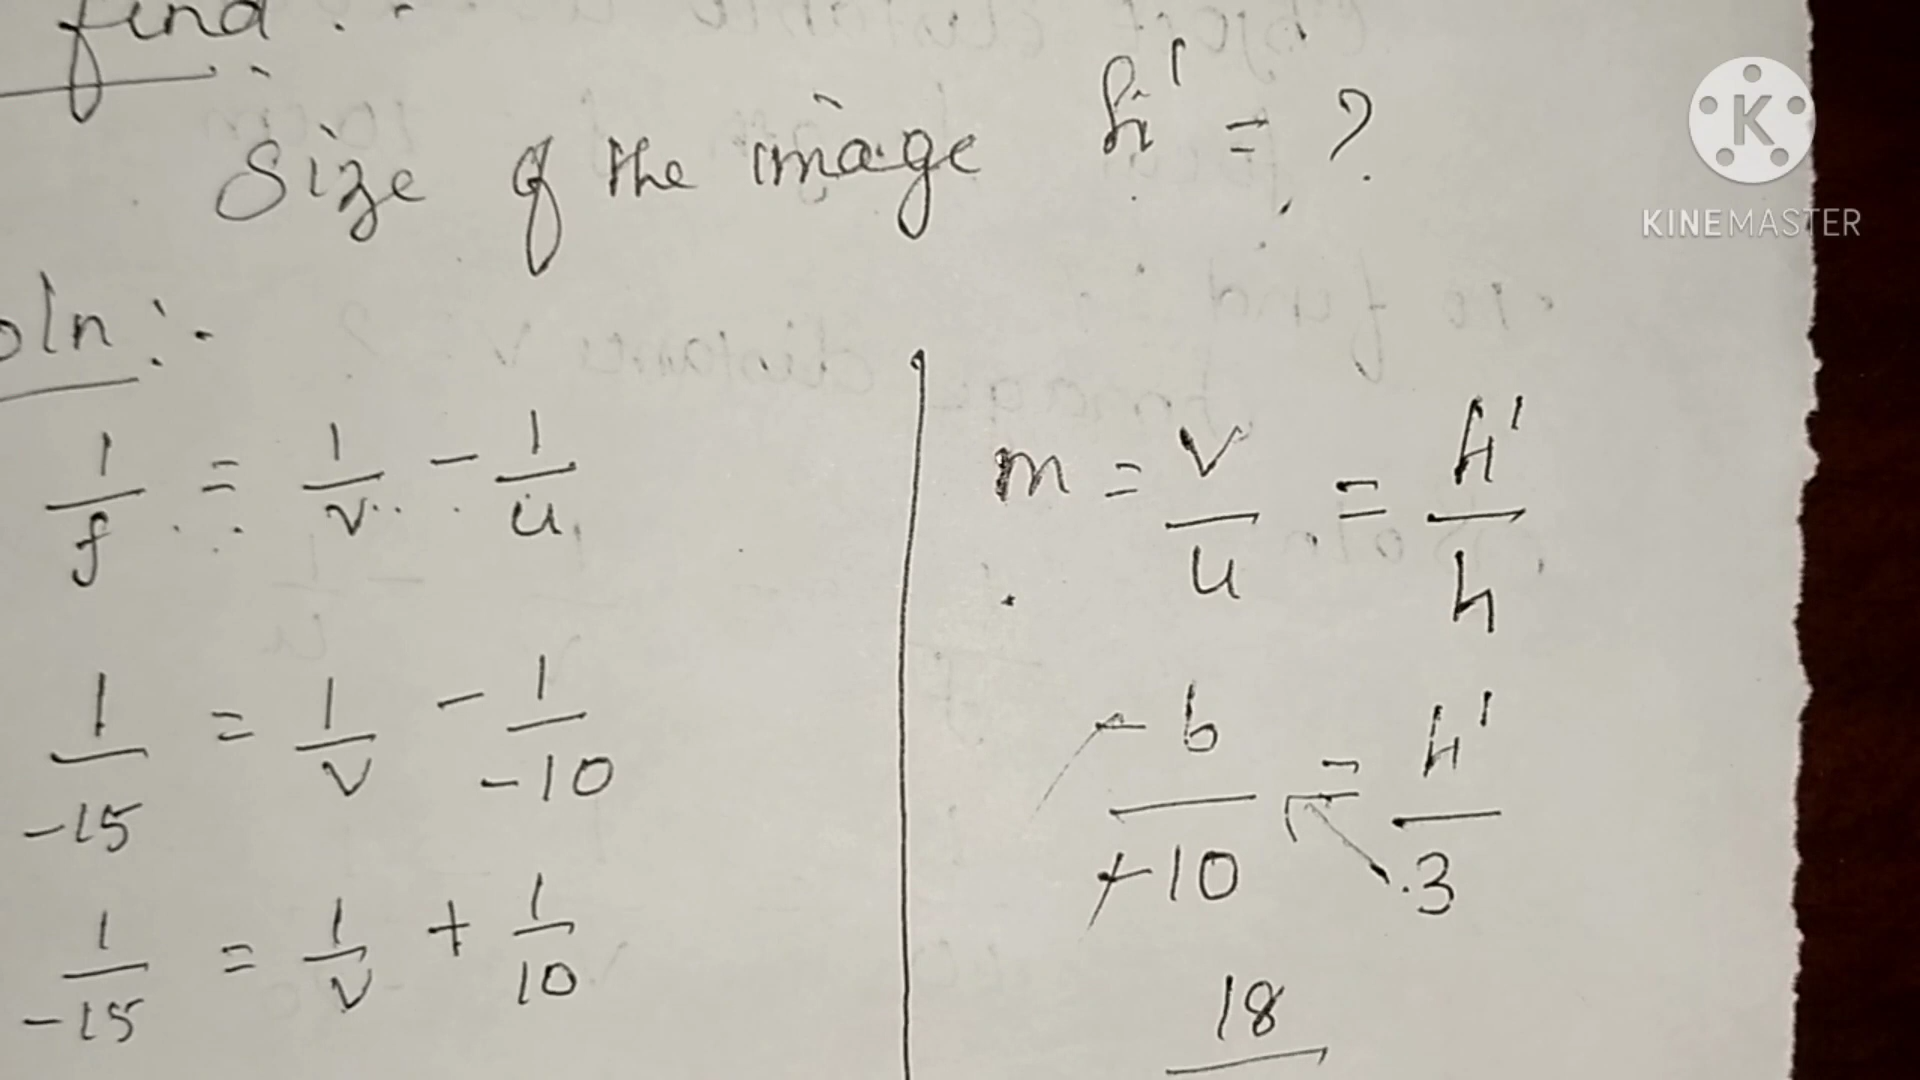 find :-
Size of the image h' = ?
oln :-
1/f = 1/v - 1/u
1/-15 = 1/v - 1/-10
1/-15 = 1/v + 1/10
m = v/u = h'/h
-6/-10 = h'/3
18
KINEMASTER